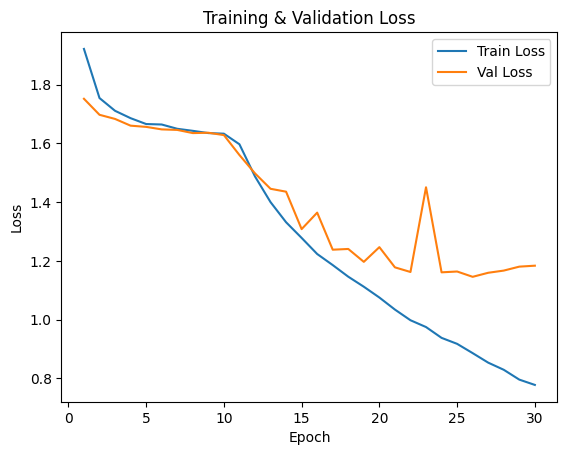 Training & Validation Loss
Train Loss
Val Loss
Loss
1.8
1.6
1.4
1.2
1.0
0.8
0 5 10 15 20 25 30
Epoch